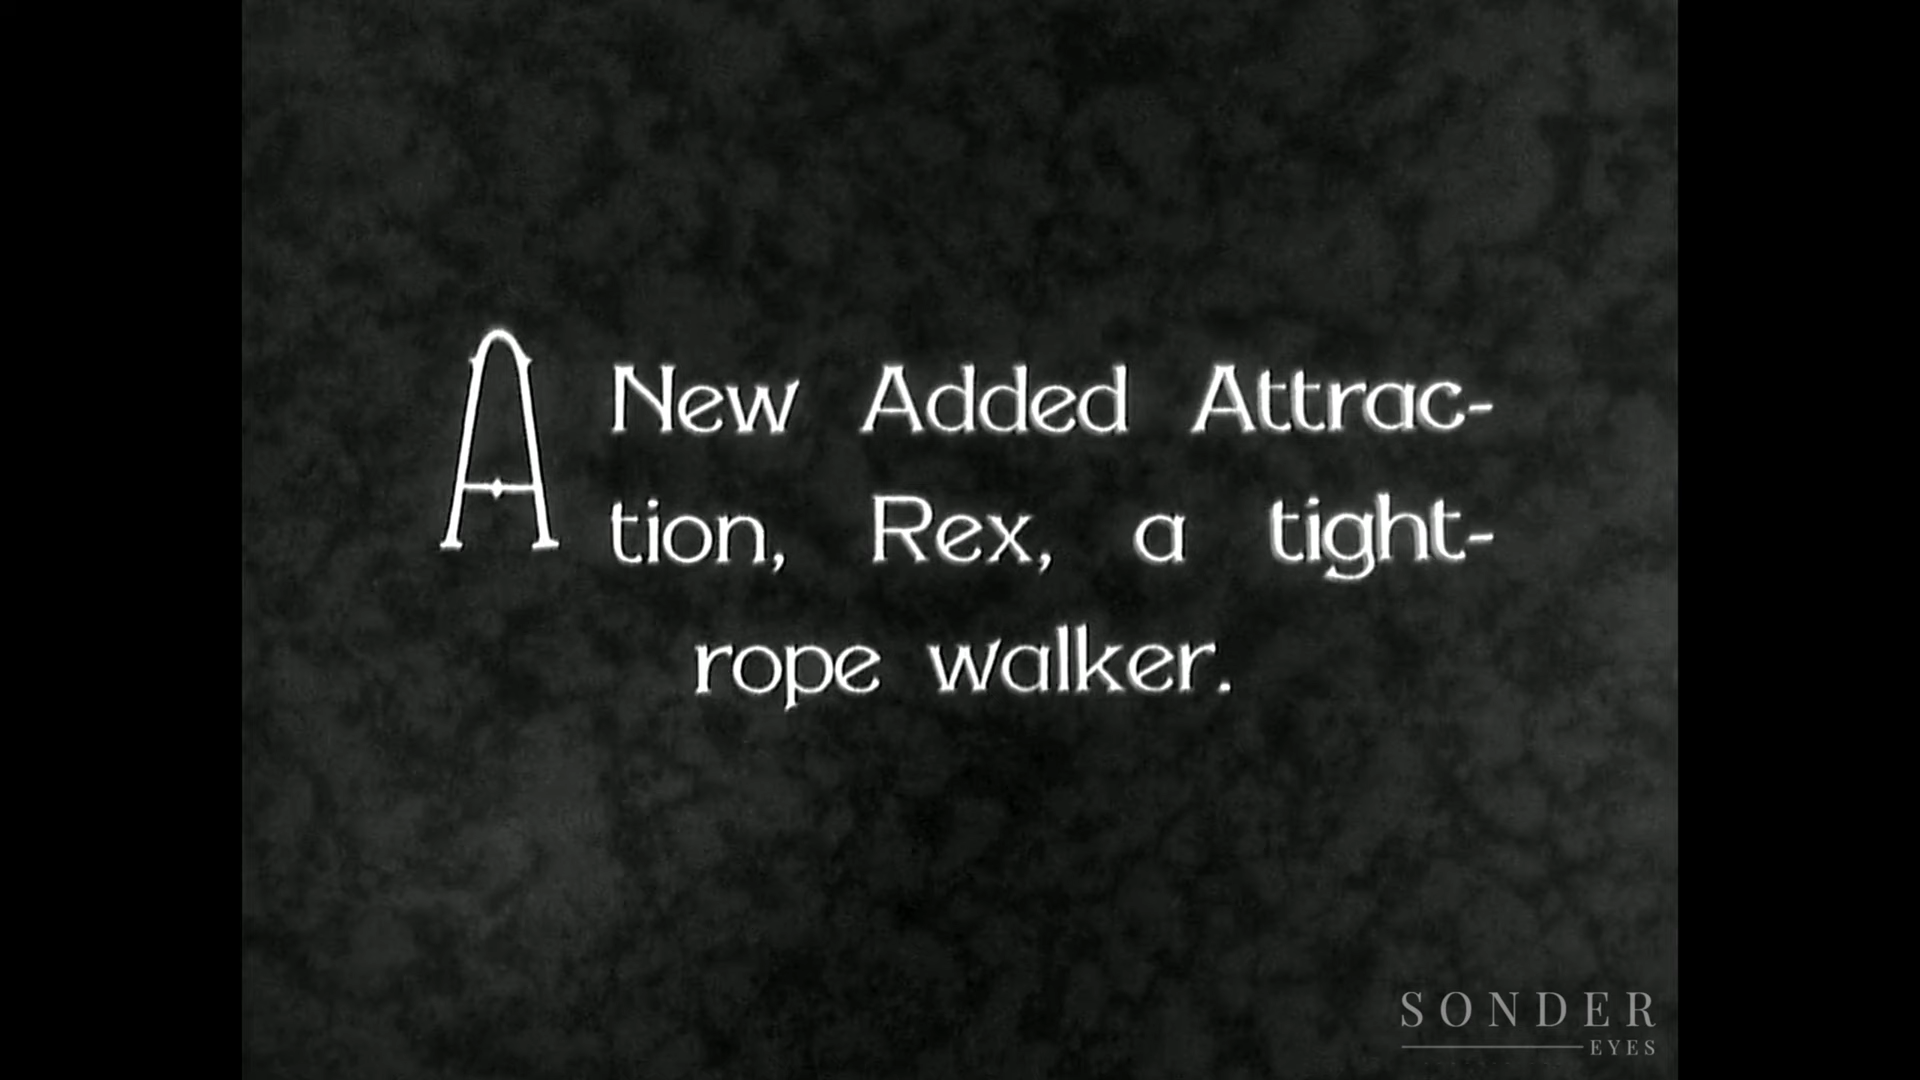 A New Added Attrac-
tion, Rex, a tight-
rope walker.
SONDER
EYES